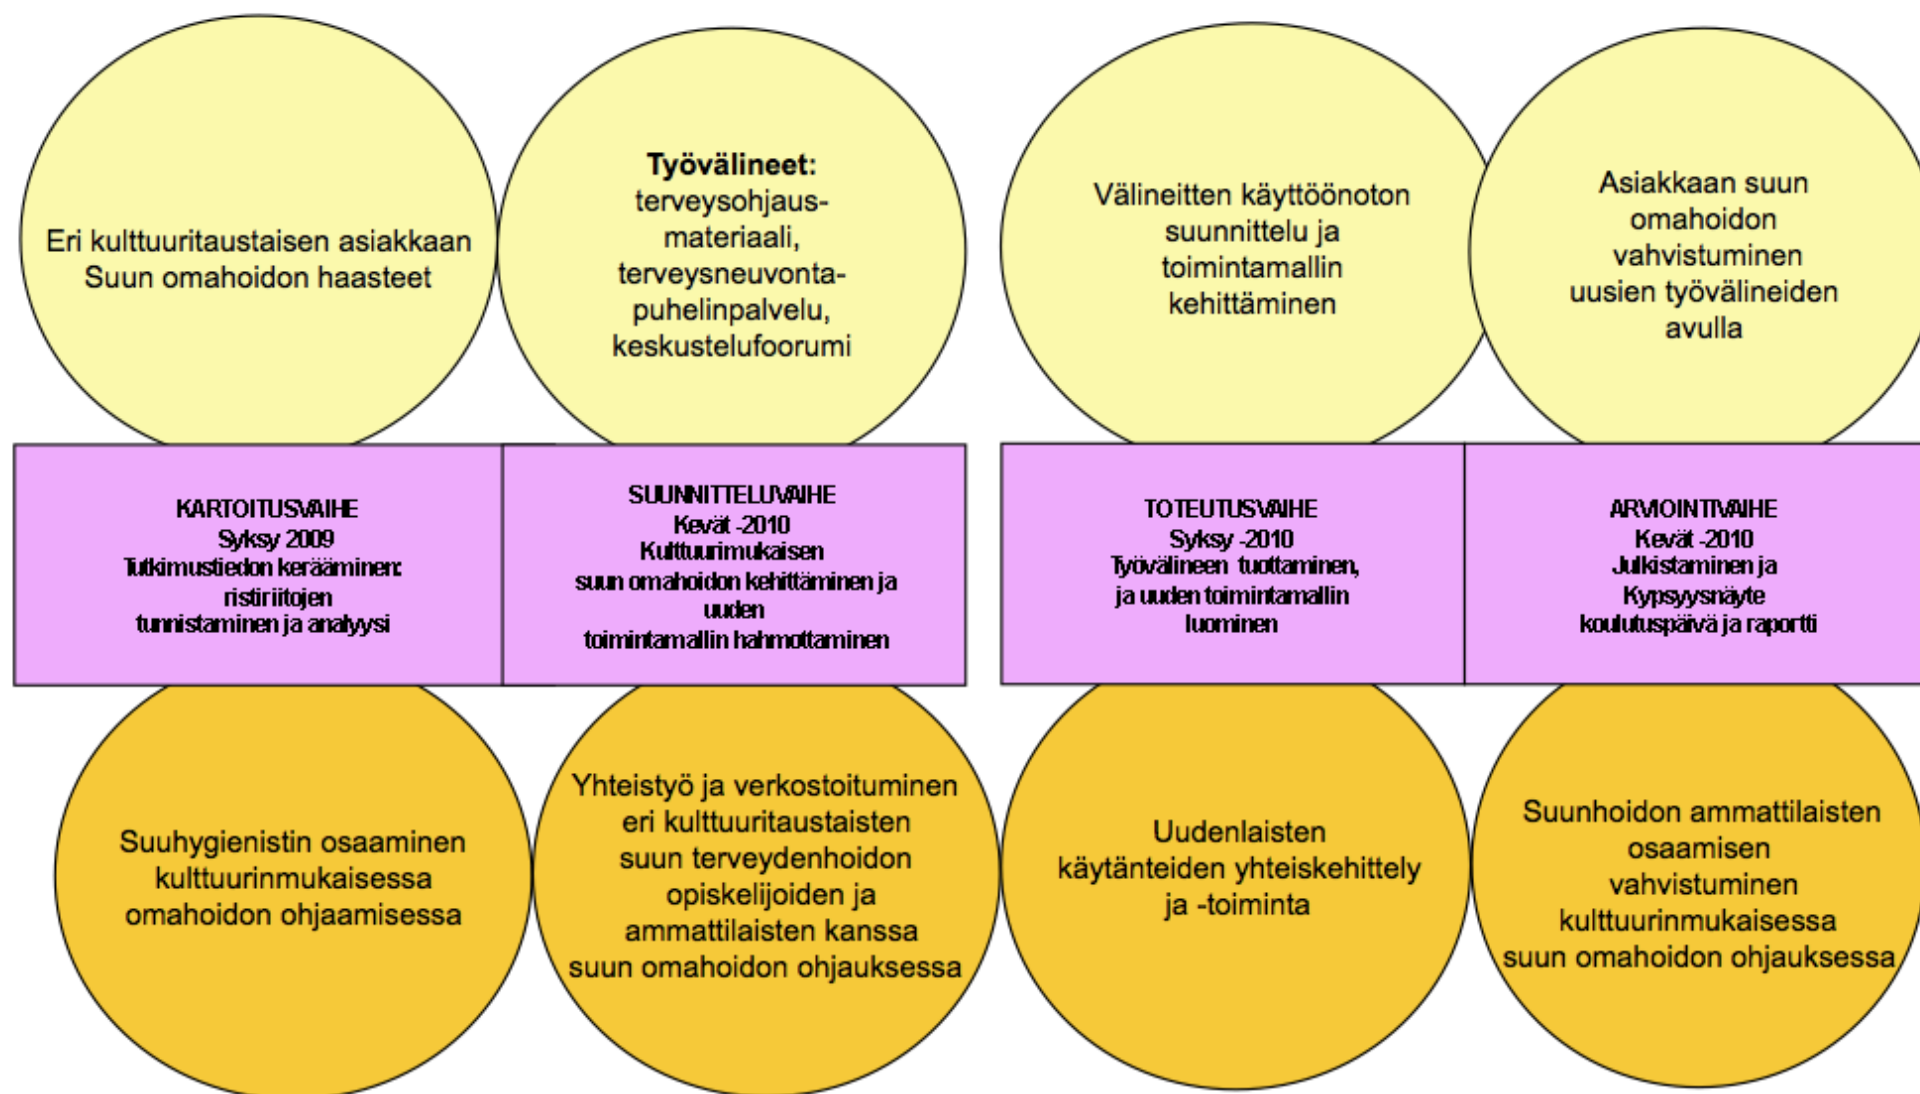 Eri kulttuuritaustaisen asiakkaan
Suun omahoidon haasteet
Työvälineet:
terveysohjaus-
materiaali,
terveysneuvonta-
puhelinpalvelu,
keskustelufoorumi
Välineitten käyttöönoton
suunnittelu ja
toimintamallin
kehittäminen
Asiakkaan suun
omahoidon
vahvistuminen
uusien työvälineiden
avulla
KARTOITUSVAIHE
Syksy 2009
Tutkimustiedon kerääminen:
ristiriitojen
tunnistaminen ja analyysi
SUUNNITTELUVAIHE
Kevät -2010
Kulttuurimukaisen
suun omahoidon kehittäminen ja
uuden
toimintamallin hahmottaminen
TOTEUTUSVAIHE
Syksy -2010
Työvälineen tuottaminen,
ja uuden toimintamallin
luominen
ARVIOINTIVAIHE
Kevät -2010
Julkistaminen ja
Kypsyysnäyte
koulutuspäivä ja raportti
Suuhygienistin osaaminen
kulttuurinmukaisessa
omahoidon ohjaamisessa
Yhteistyö ja verkostoituminen
eri kulttuuritaustaisten
suun terveydenhoidon
opiskelijoiden ja
ammattilaisten kanssa
suun omahoidon ohjauksessa
Uudenlaisten
käytänteiden yhteiskehittely
ja -toiminta
Suunhoidon ammattilaisten
osaamisen
vahvistuminen
kulttuurinmukaisessa
suun omahoidon ohjauksessa